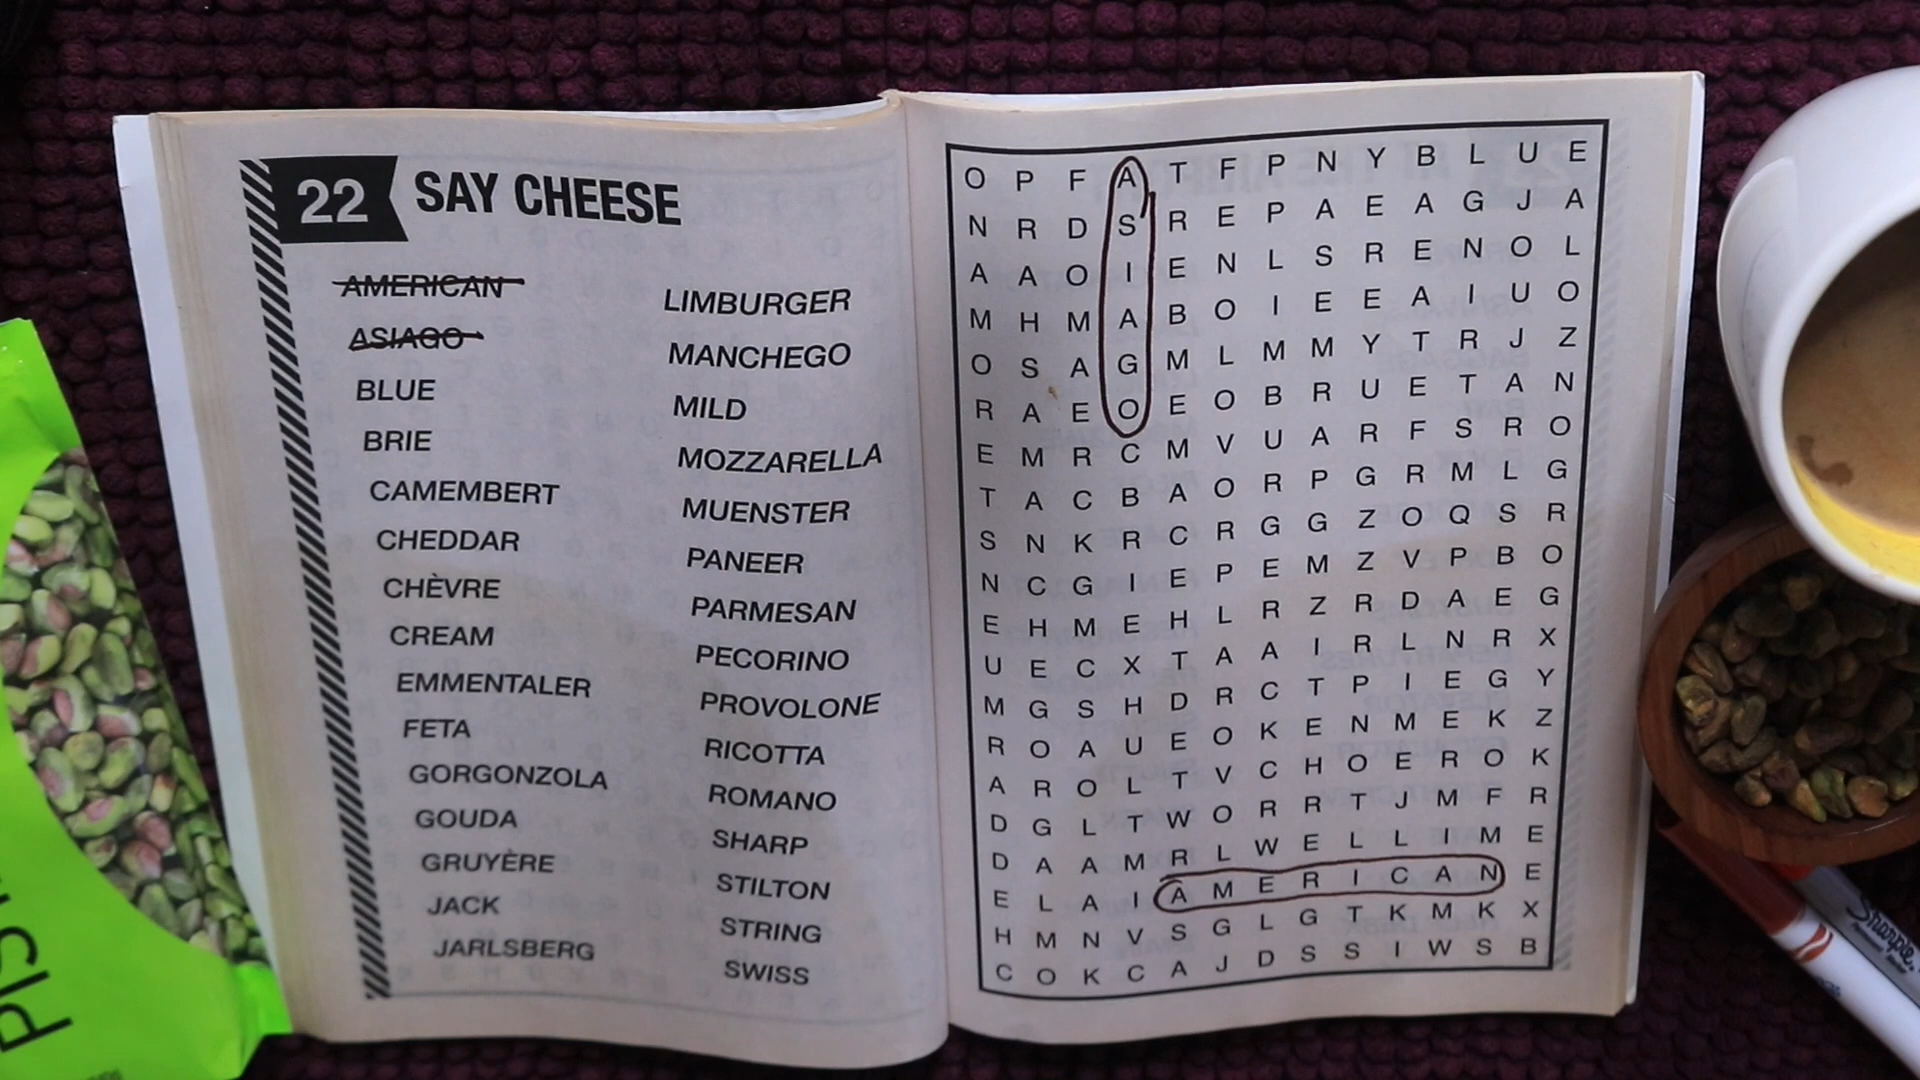 22 SAY CHEESE
AMERICAN
ASIAGO
BLUE
BRIE
CAMEMBERT
CHEDDAR
CHÈVRE
CREAM
EMMENTALER
FETA
GORGONZOLA
GOUDA
GRUYÈRE
JACK
JARLSBERG
LIMBURGER
MANCHEGO
MILD
MOZZARELLA
MUENSTER
PANEER
PARMESAN
PECORINO
PROVOLONE
RICOTTA
ROMANO
SHARP
STILTON
STRING
SWISS
O P F A T F P N Y B L U E
N R D S R E P A E A G J A
A A O I E N L S R E N O L
M H M A B O I E E A I U O
O S A G M L M M Y T R J Z
R A E O E O B R U E T A N
E M R C M V U A R F S R O
T A C B A O R P G R M L G
S N K R C R G G Z O Q S R
N C G I E P E M Z V P B O
E H M E H L R Z R D A E G
U E C X T A A I R L N R X
M G S H D R C T P I E G Y
R O A U E O K E N M E K Z
A R O L T V C H O E R O K
D G L T W O R R T J M F R
D A A M R L W E L L I M E
E L A I A M E R I C A N E
H M N V S G L G T K M K X
C O K C A J D S S I W S B
Sharpie